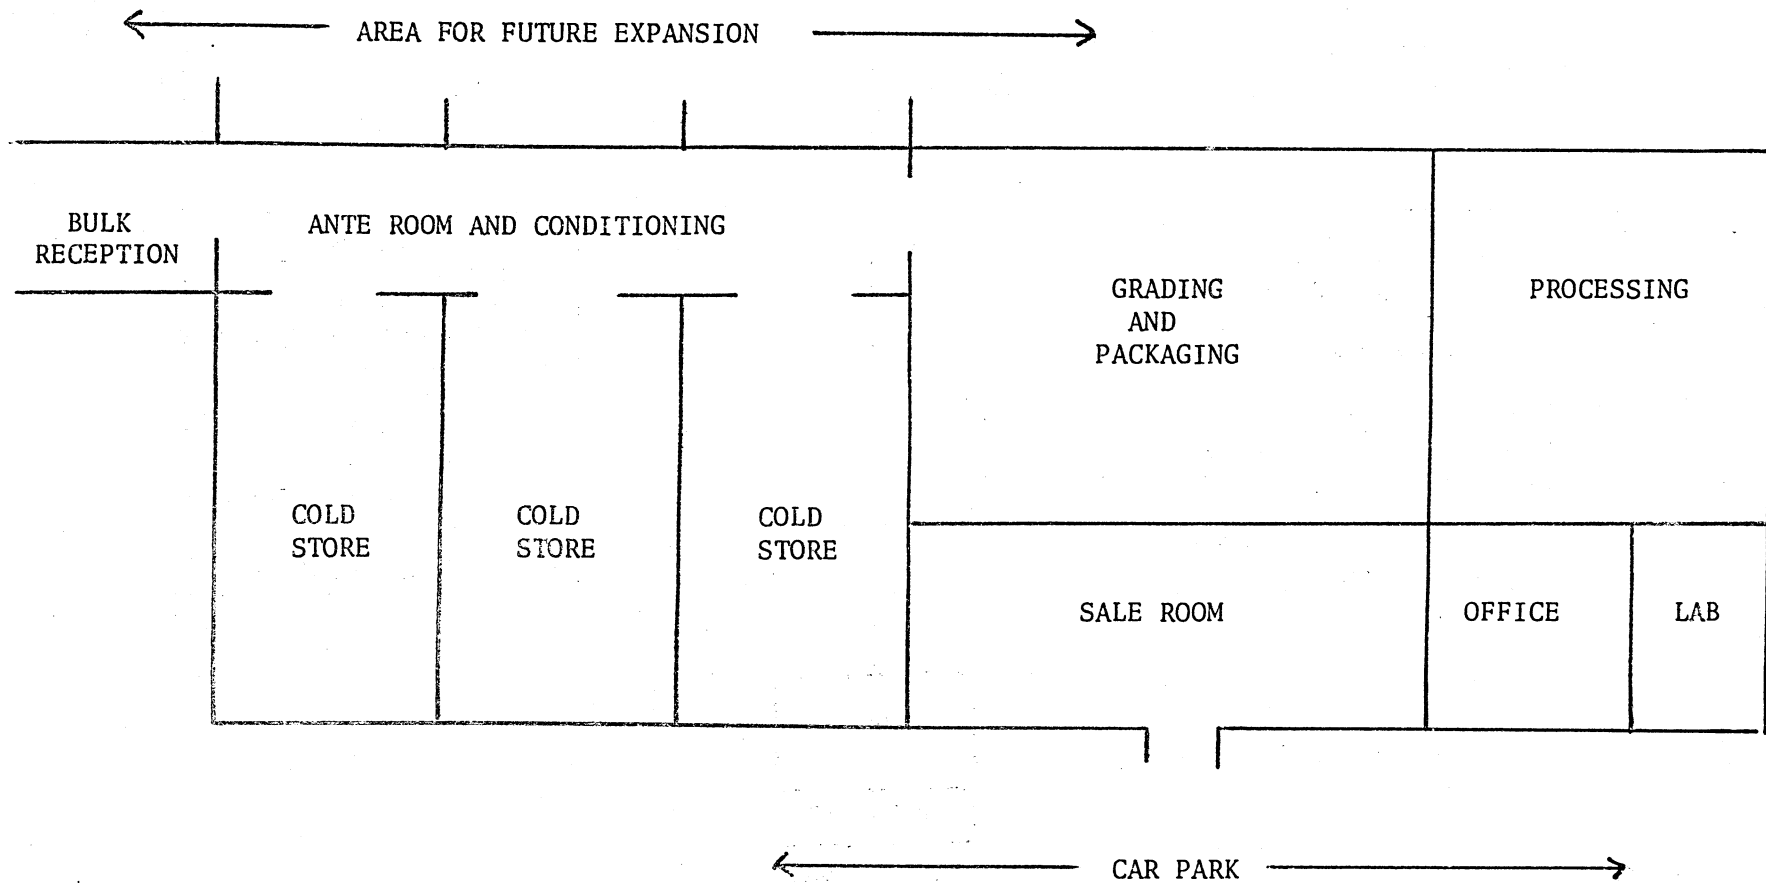 AREA FOR FUTURE EXPANSION
BULK
RECEPTION
ANTE ROOM AND CONDITIONING
GRADING
AND
PACKAGING
PROCESSING
COLD
STORE
COLD
STORE
COLD
STORE
SALE ROOM
OFFICE
LAB
CAR PARK